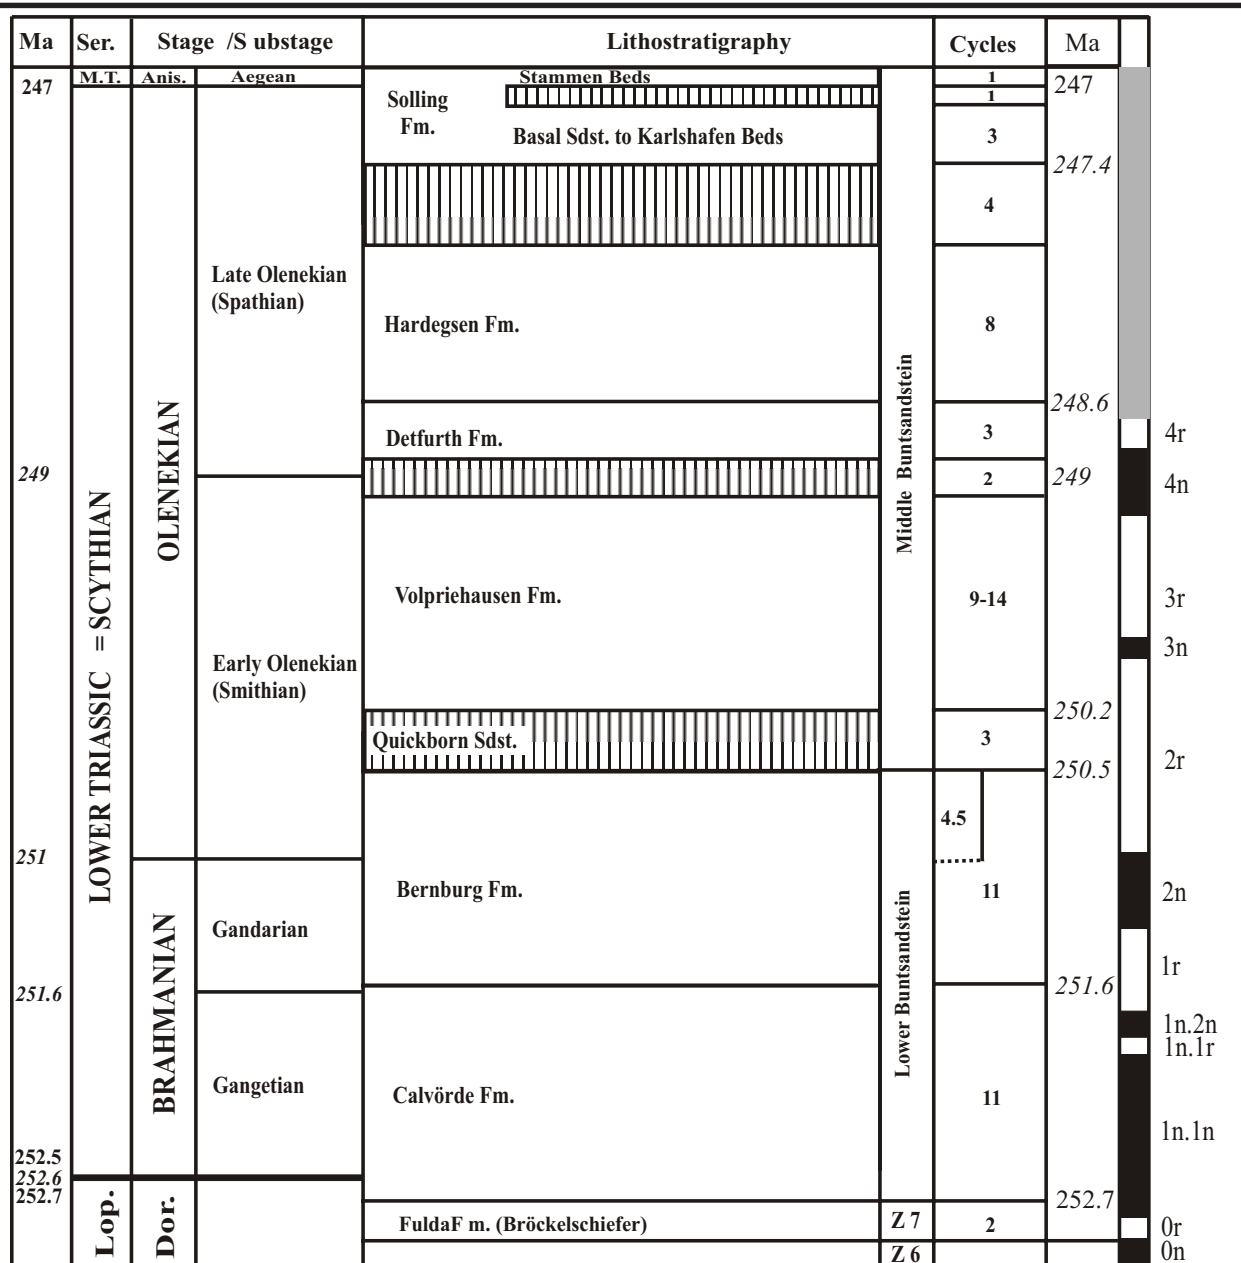 Ma Ser. Stage /S ubstage Lithostratigraphy Cycles Ma
M.T. Anis. Aegean Stammen Beds 1
247 247
1
Solling
Fm.
Basal Sdst. to Karlshafen Beds 3
247.4
4
Late Olenekian
(Spathian)
Hardegsen Fm. 8
Middle Buntsandstein
248.6
OLENEKIAN
Detfurth Fm. 3 4r
249 2 249 4n
LOWER TRIASSIC = SCYTHIAN
Volpriehausen Fm. 9-14 3r
3n
Early Olenekian
(Smithian)
250.2
Quickborn Sdst. 3
2r
250.5
4.5
251
Bernburg Fm. 11 2n
BRAHMANIAN
Gandarian
Lower Buntsandstein
1r
251.6 251.6
1n.2n
1n.1r
Gangetian Calvörde Fm. 11
1n.1n
252.5
252.6
252.7 252.7
Lop. Dor.
FuldaF m. (Bröckelschiefer) Z 7 2 0r
Z 6 0n